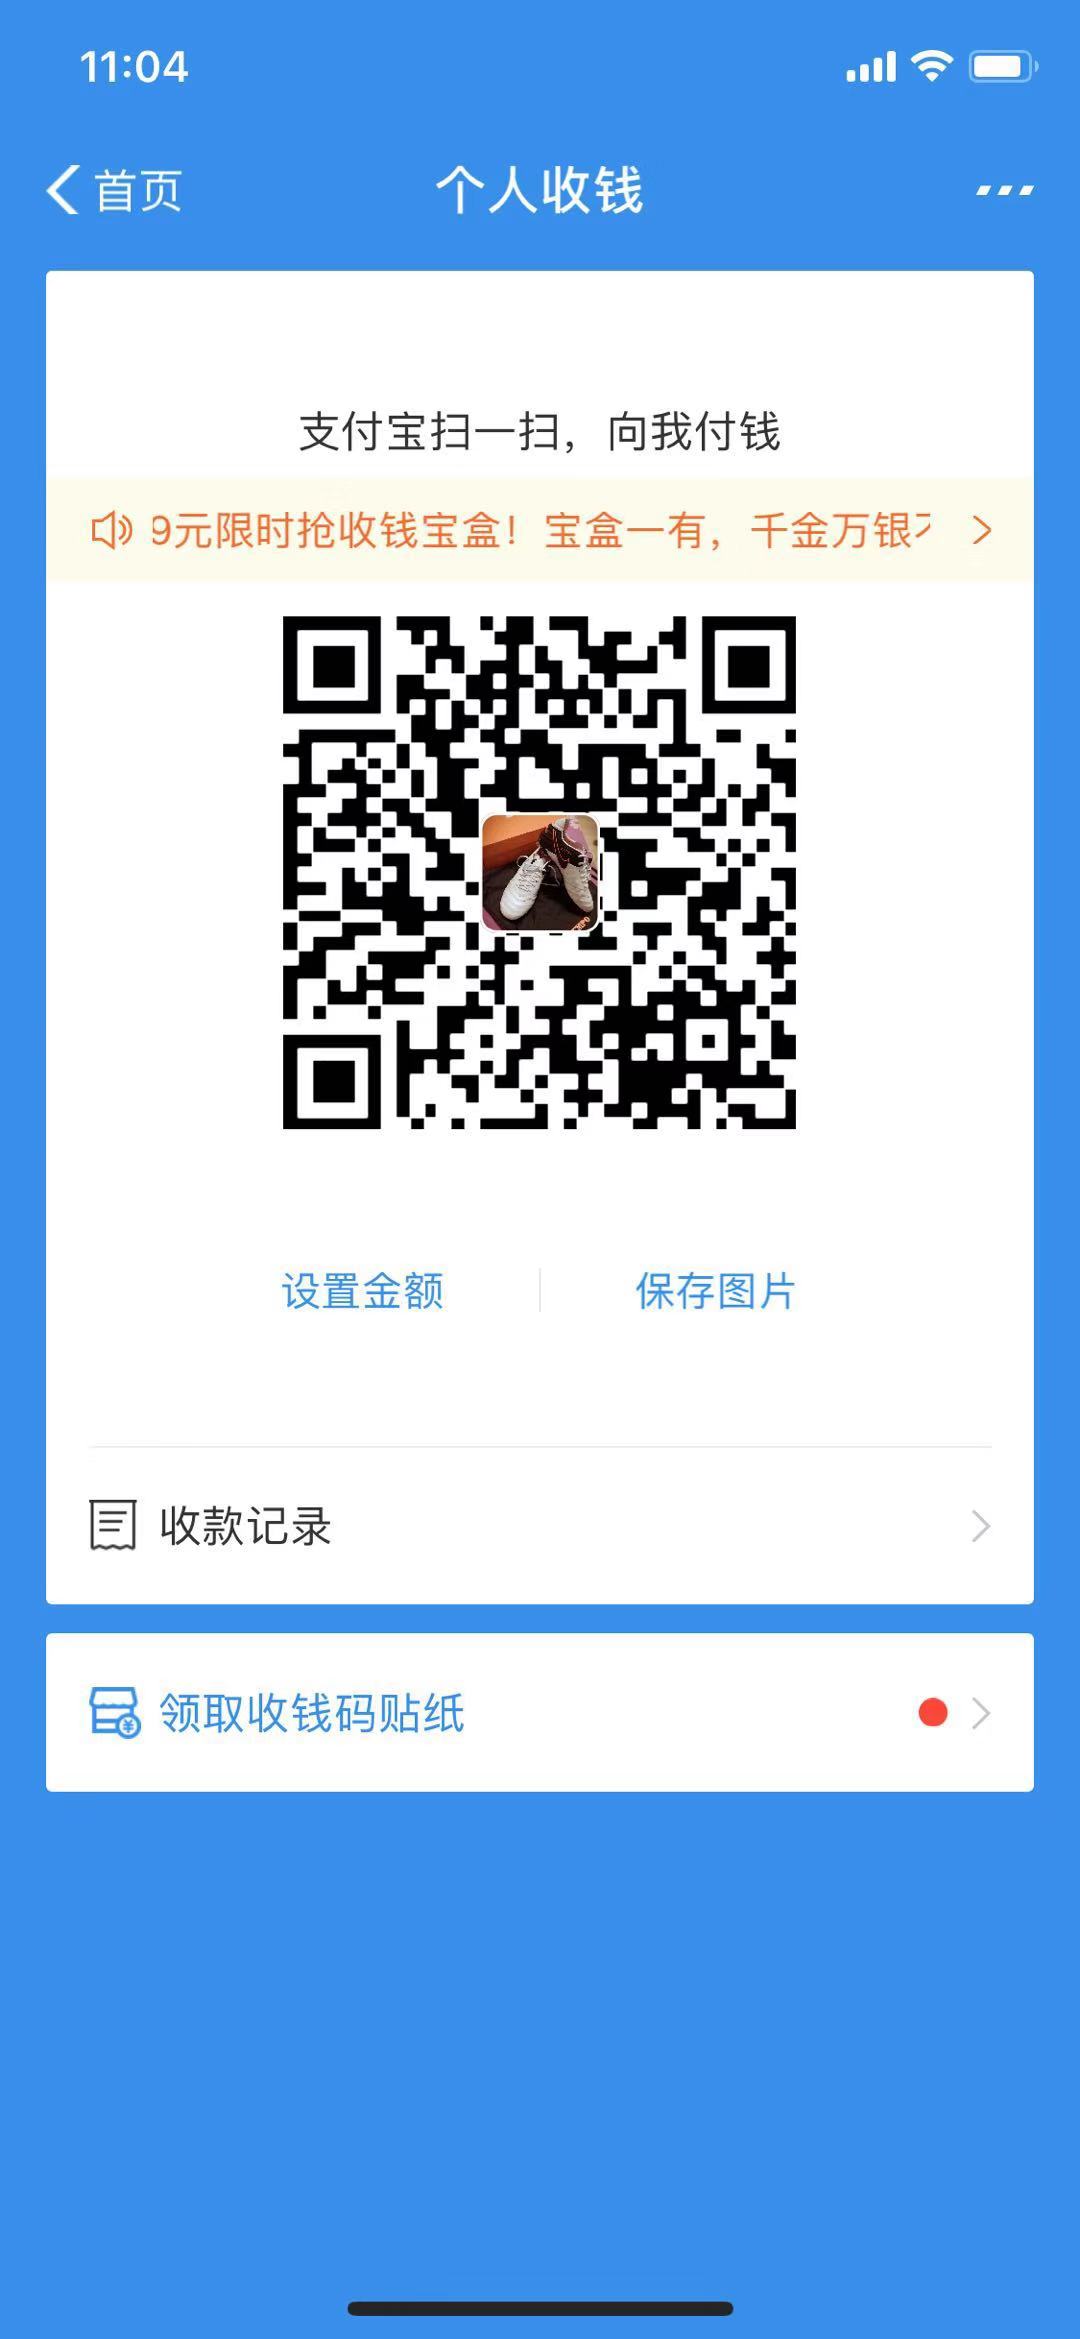 11:04
首页
个人收钱
支付宝扫一扫，向我付钱
9元限时抢收钱宝盒！宝盒一有，千金万银
设置金额
保存图片
收款记录
领取收钱码贴纸